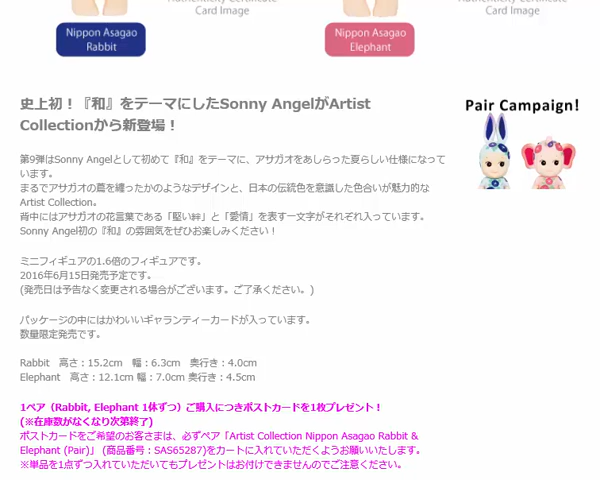 Authenticity Certificate
Card Image
Authenticity Certificate
Card Image
Nippon Asagao
Rabbit
Nippon Asagao
Elephant
史上初！『和』をテーマにしたSonny AngelがArtist
Collectionから新登場！
Pair Campaign!
第9弾はSonny Angelとして初めて『和』をテーマに、アサガオをあしらった夏らしい仕様になって
います。
まるでアサガオの蔦を纏ったかのようなデザインと、日本の伝統色を意識した色合いが魅力的な
Artist Collection。
背中にはアサガオの花言葉である「堅い絆」と「愛情」を表す一文字がそれぞれ入っています。
Sonny Angel初の『和』の雰囲気をぜひお楽しみください！
ミニフィギュアの1.6倍のフィギュアです。
2016年6月15日発売予定です。
(発売日は予告なく変更される場合がございます。ご了承ください。)
パッケージの中にはかわいいギャランティーカードが入っています。
数量限定発売です。
Rabbit　高さ：15.2cm　幅：6.3cm　奥行き：4.0cm
Elephant　高さ：12.1cm 幅：7.0cm 奥行き：4.5cm
1ペア（Rabbit, Elephant 1体ずつ）ご購入につきポストカードを1枚プレゼント！
(※在庫数がなくなり次第終了)
ポストカードをご希望のお客さまは、必ずペア「Artist Collection Nippon Asagao Rabbit &
Elephant (Pair)」 (商品番号：SAS65287)をカートに入れていただくようお願いいたします。
※単品を1点ずつ入れていただいてもプレゼントはお付けできませんのでご注意ください。